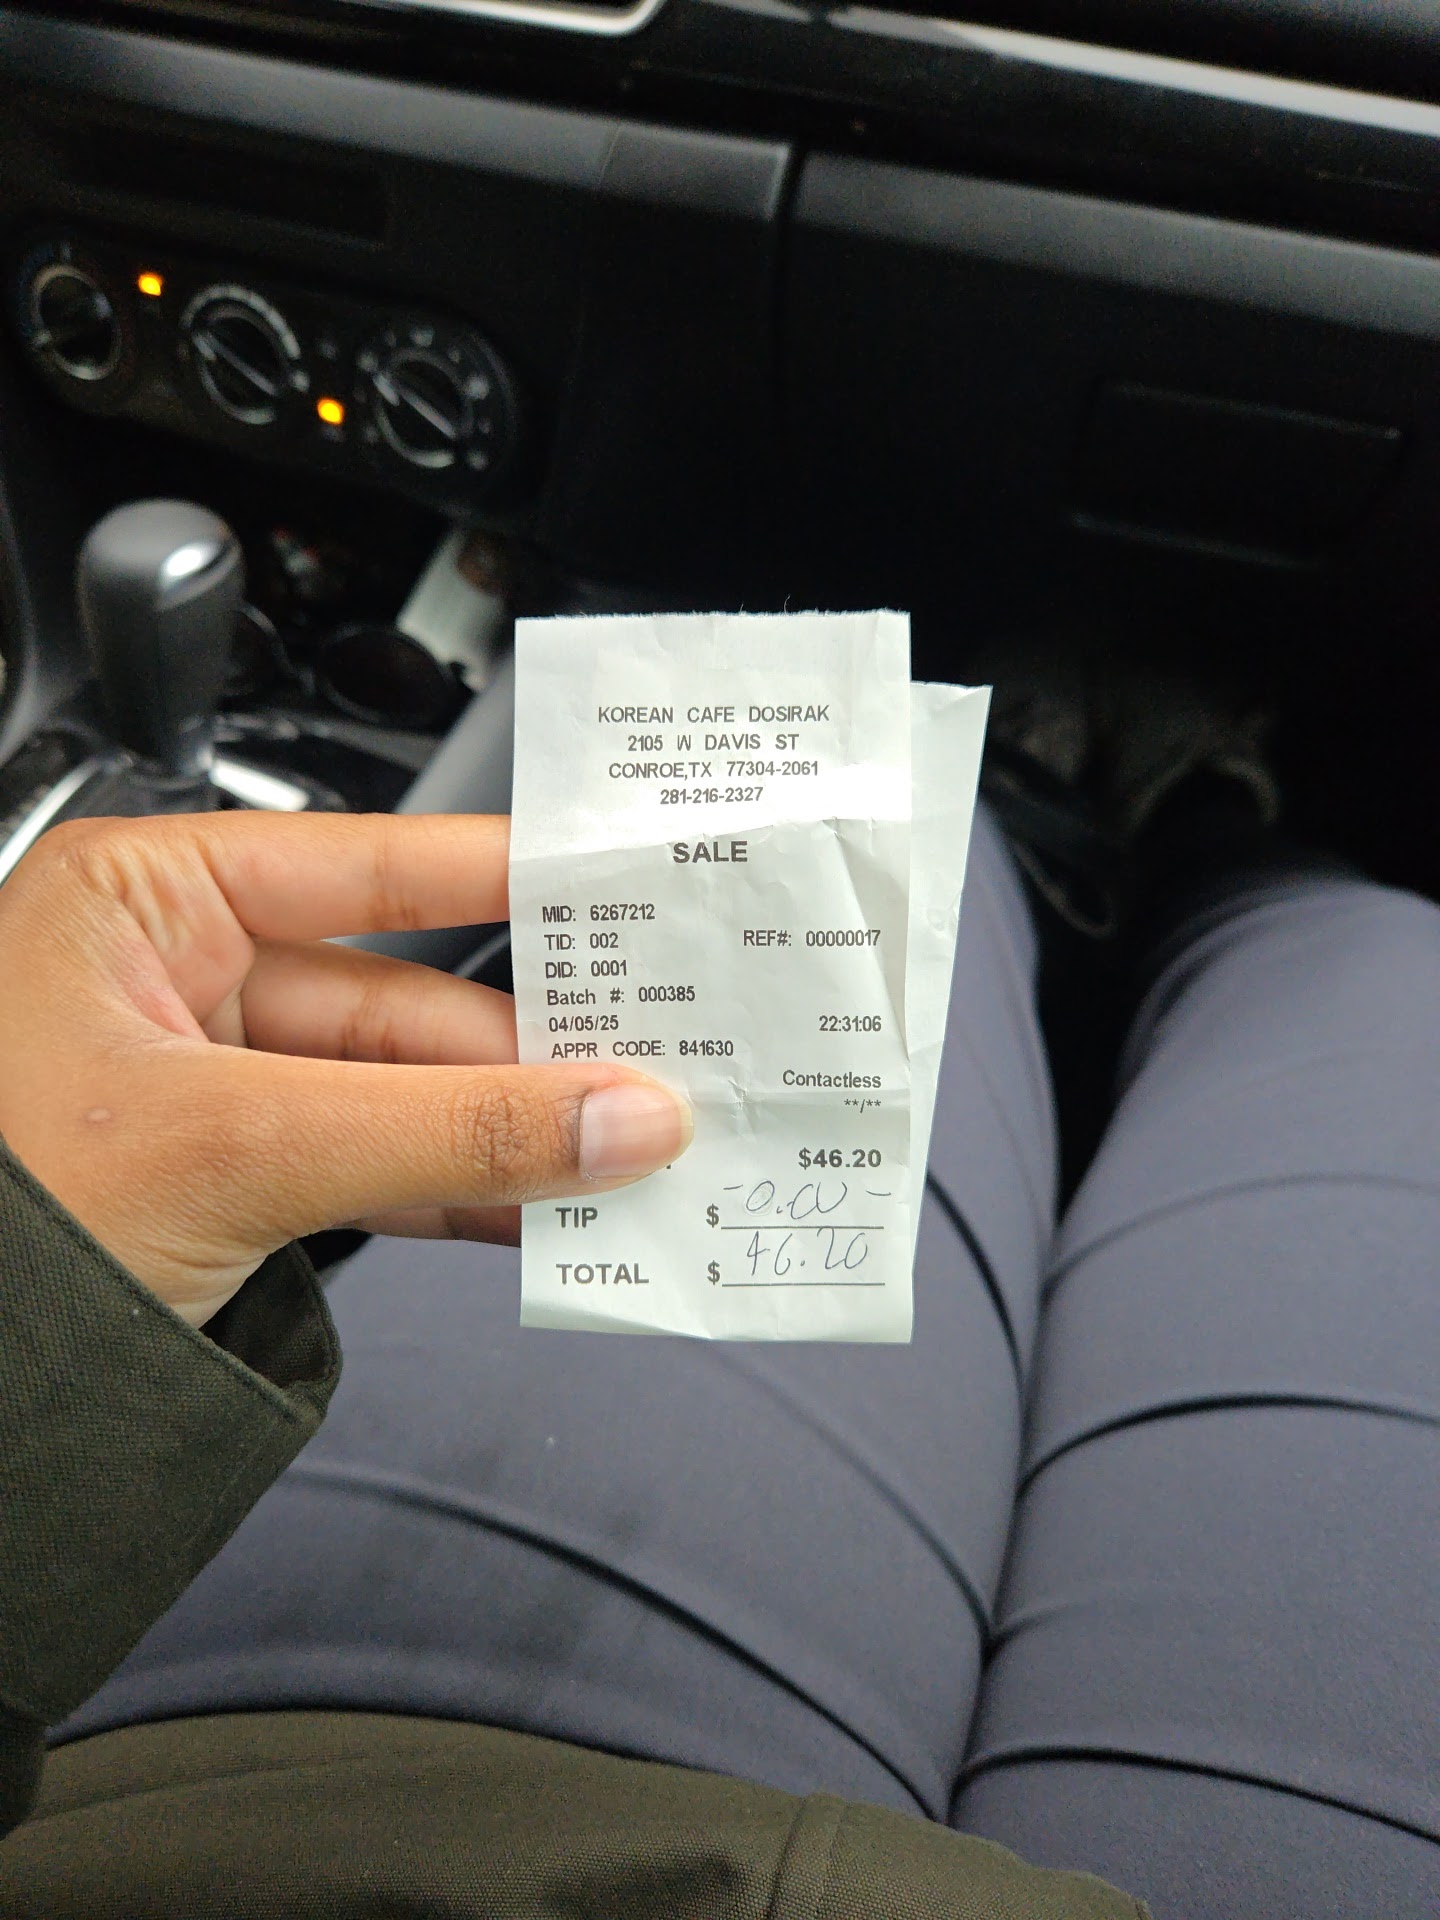 KOREAN CAFE DOSIRAK
2105 W DAVIS ST
CONROE,TX 77304-2061
281-216-2327
SALE
MID: 6267212
TID: 002 REF#: 00000017
DID: 0001
Batch #: 000385
04/05/25 22:31:06
APPR CODE: 841630
Contactless
**/**
$46.20
TIP $ -0.00-
TOTAL $ 46.20